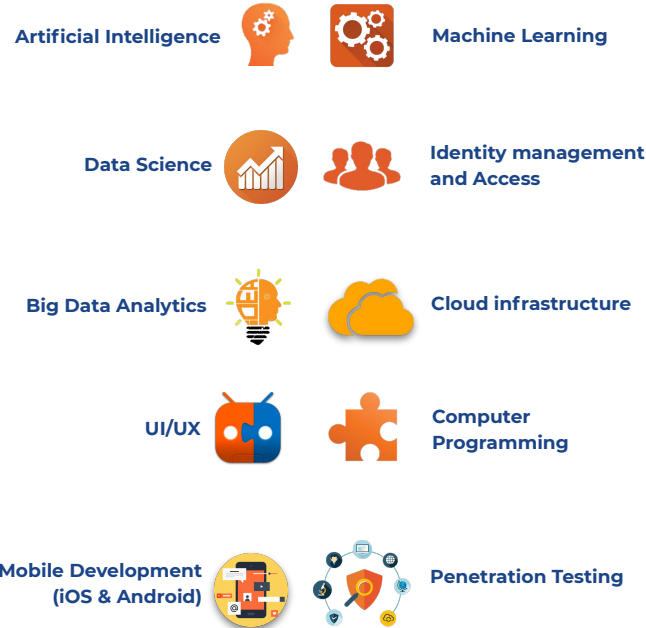 Artificial Intelligence
Machine Learning
Data Science
Identity management
and Access
Big Data Analytics
Cloud infrastructure
UI/UX
Computer
Programming
Mobile Development
(iOS & Android)
Penetration Testing
@